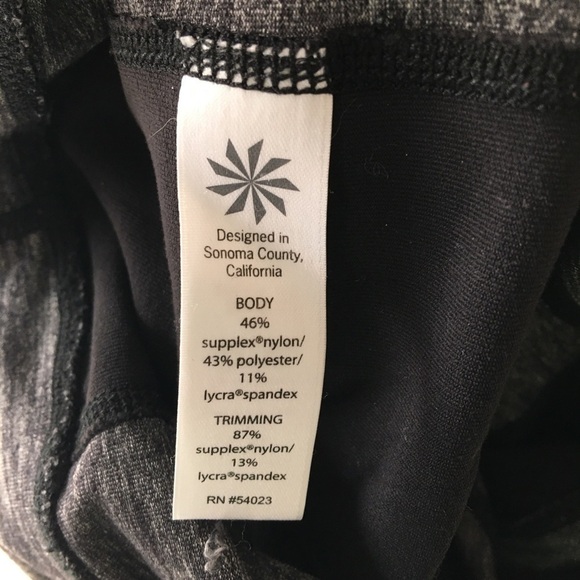 Designed in
Sonoma County,
California
BODY
46%
supplex®nylon/
43% polyester/
11%
lycra®spandex
TRIMMING
87%
supplex®nylon/
13%
lycra®spandex
RN #54023